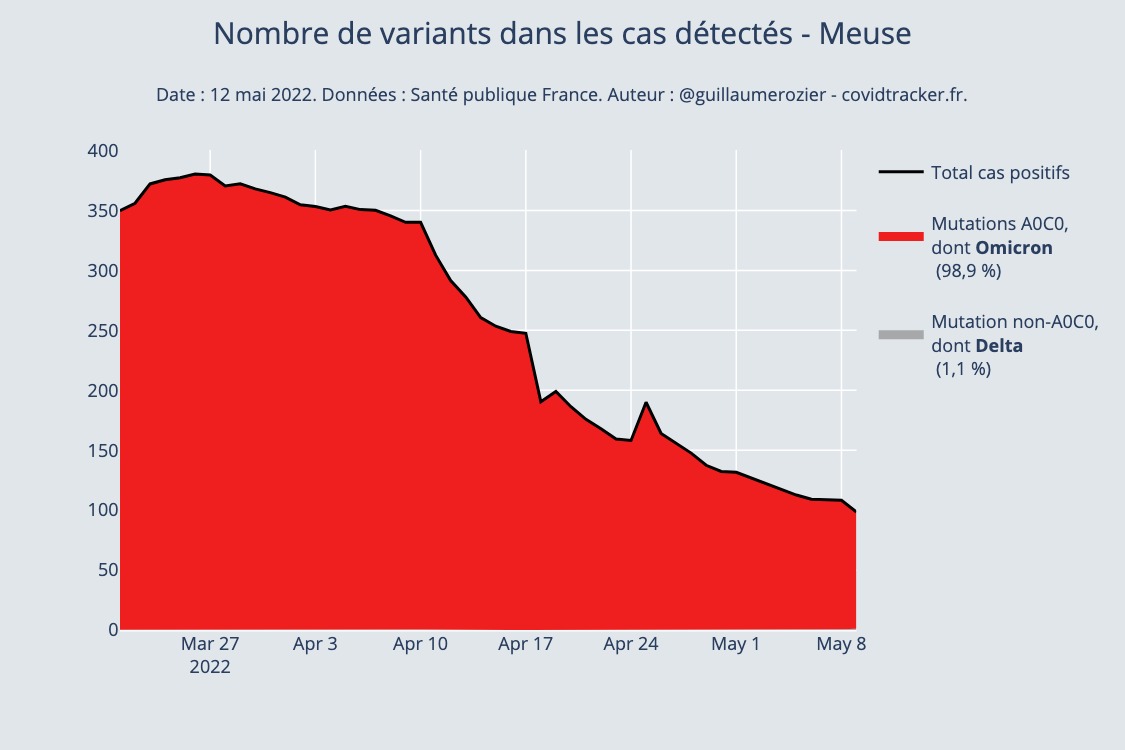 Nombre de variants dans les cas détectés - Meuse
Date : 12 mai 2022. Données : Santé publique France. Auteur : @guillaumerozier - covidtracker.fr.
400
350
300
250
200
150
100
50
0
Mar 27
2022
Apr 3
Apr 10
Apr 17
Apr 24
May 1
May 8
Total cas positifs
Mutations A0C0,
dont Omicron
(98,9 %)
Mutation non-A0C0,
dont Delta
(1,1 %)